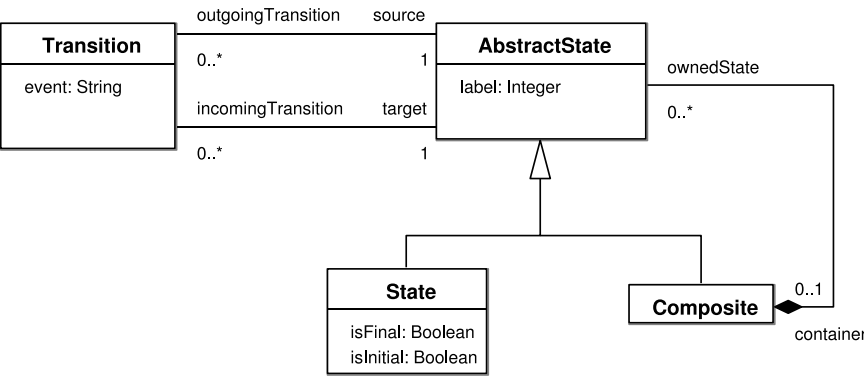 outgoingTransition source
Transition
AbstractState
0..* 1
ownedState
event: String
label: Integer
incomingTransition target
0..*
0..* 1
State
0..1
Composite
isFinal: Boolean
container
isInitial: Boolean